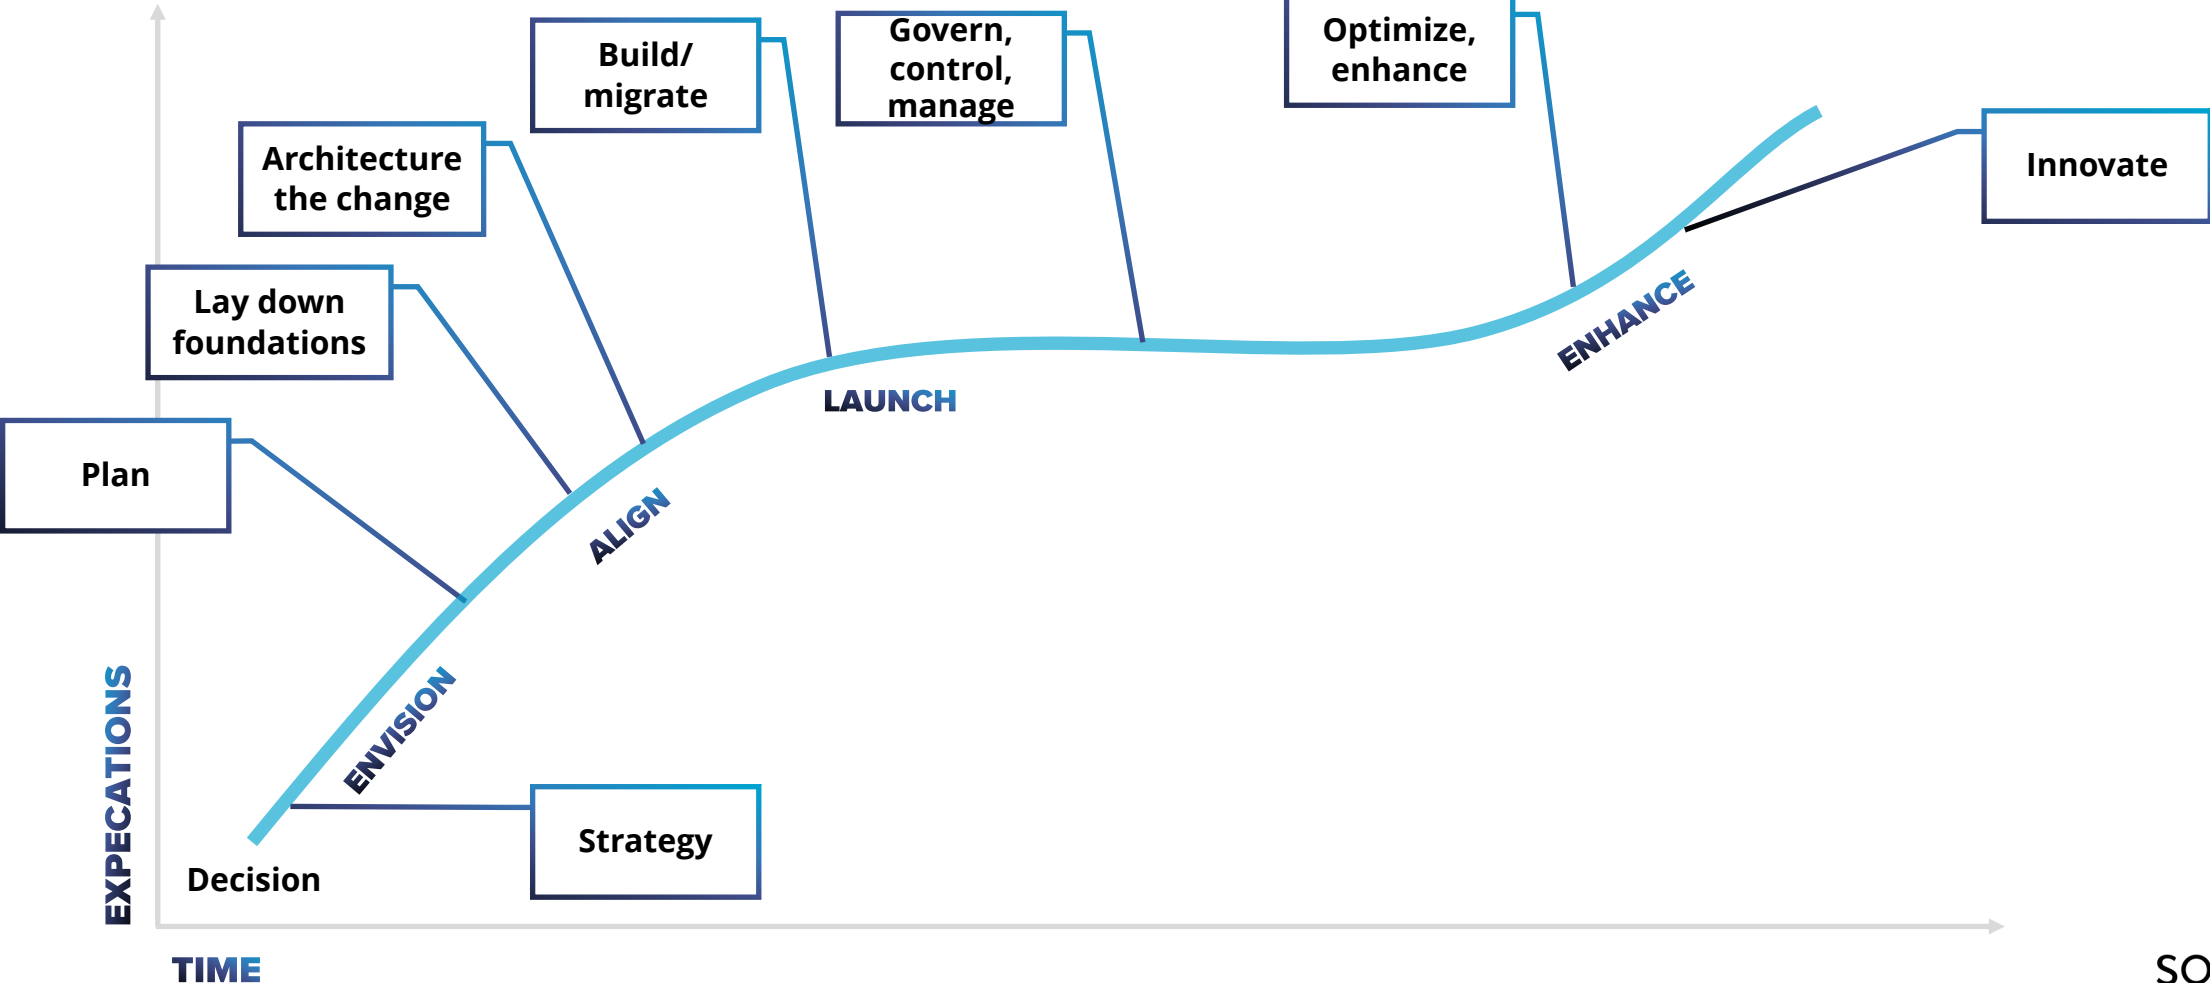 Build/
migrate
Govern,
control,
manage
Optimize,
enhance
Architecture
the change
Innovate
Lay down
foundations
Plan
ENHANCE
LAUNCH
ALIGN
ENVISION
EXPECATIONS
Strategy
Decision
TIME
SO